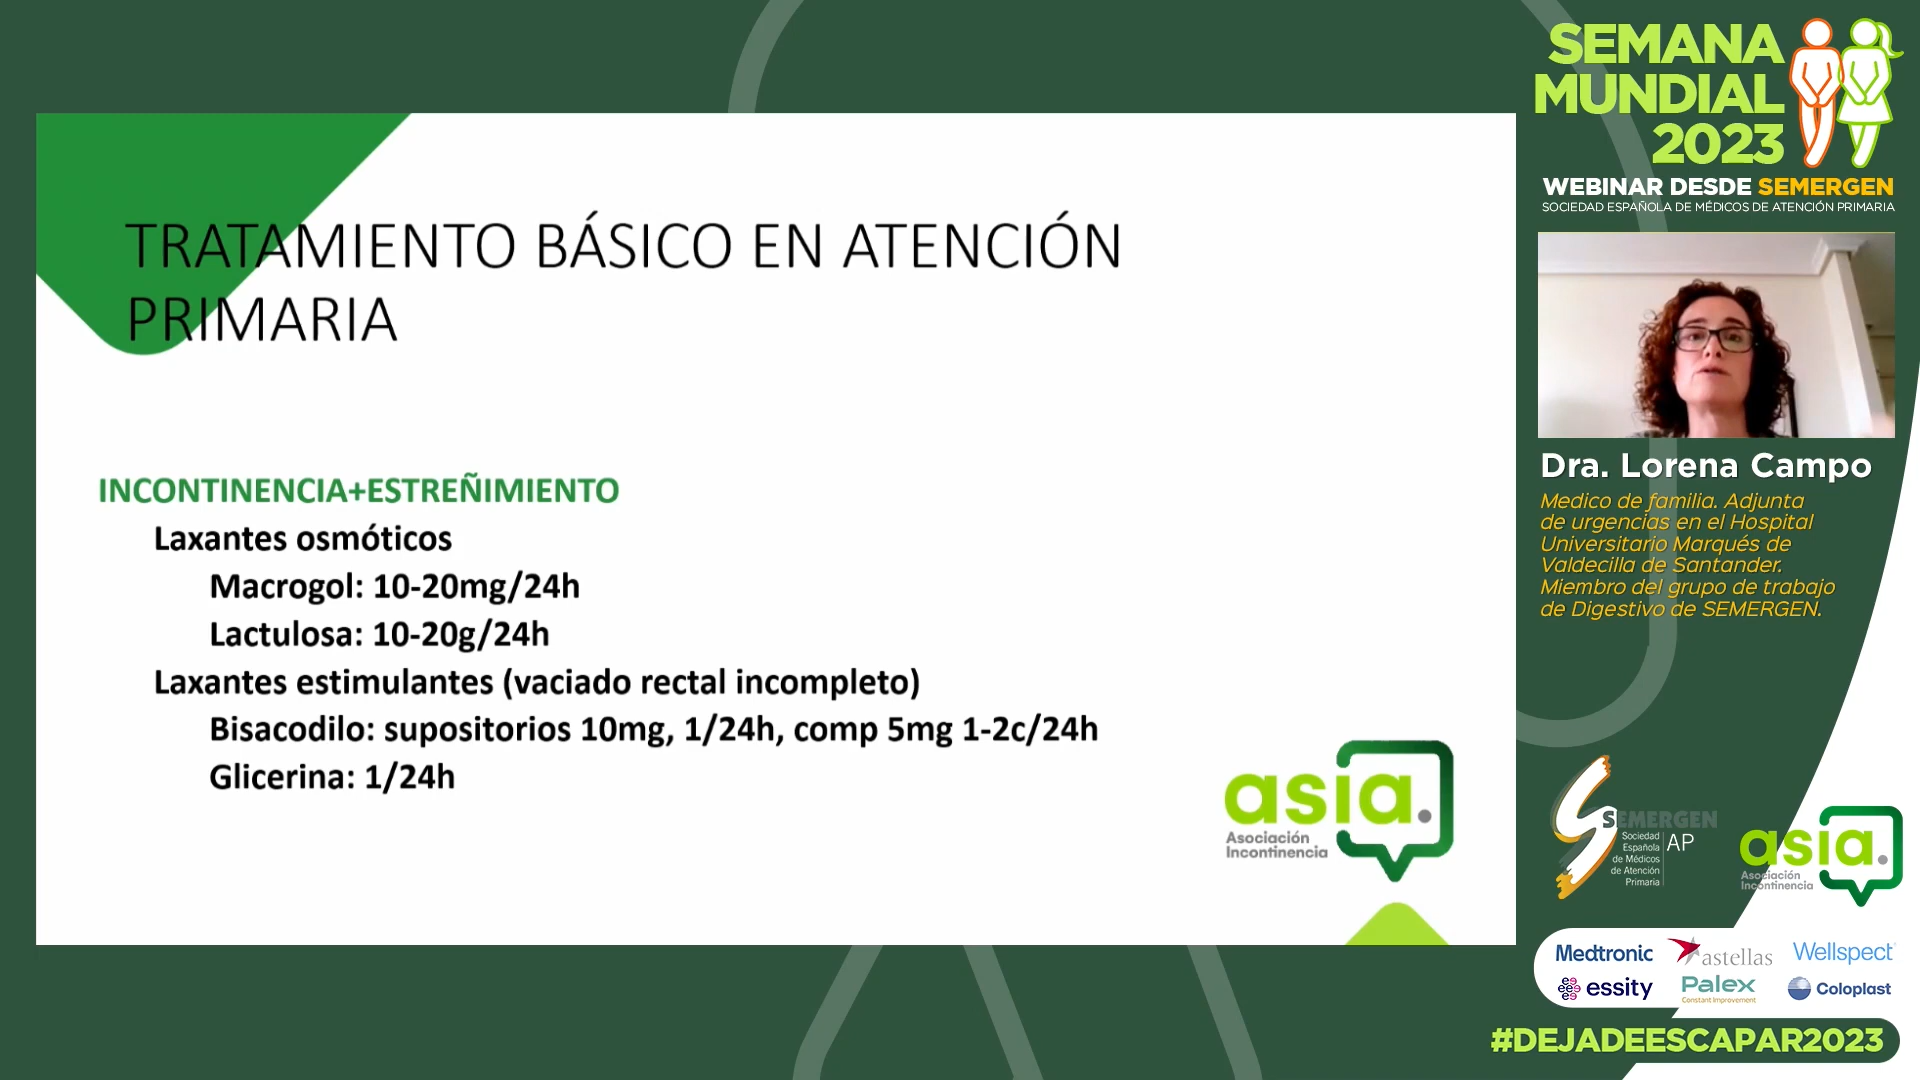 TRATAMIENTO BÁSICO EN ATENCIÓN
PRIMARIA
INCONTINENCIA+ESTREÑIMIENTO
Laxantes osmóticos
Macrogol: 10-20mg/24h
Lactulosa: 10-20g/24h
Laxantes estimulantes (vaciado rectal incompleto)
Bisacodilo: supositorios 10mg, 1/24h, comp 5mg 1-2c/24h
Glicerina: 1/24h
asia.
Asociación
Incontinencia
SEMANA
MUNDIAL
2023
WEBINAR DESDE SEMERGEN
SOCIEDAD ESPAÑOLA DE MÉDICOS DE ATENCIÓN PRIMARIA
Dra. Lorena Campo
Medico de familia. Adjunta
de urgencias en el Hospital
Universitario Marqués de
Valdecilla de Santander.
Miembro del grupo de trabajo
de Digestivo de SEMERGEN.
SEMERGEN
Sociedad
Española
de Médicos
de Atención
Primaria
AP
asia.
Asociación
Incontinencia
Medtronic
astellas
Wellspect
essity
Palex
Constant Improvement
Coloplast
#DEJADEESCAPAR2023